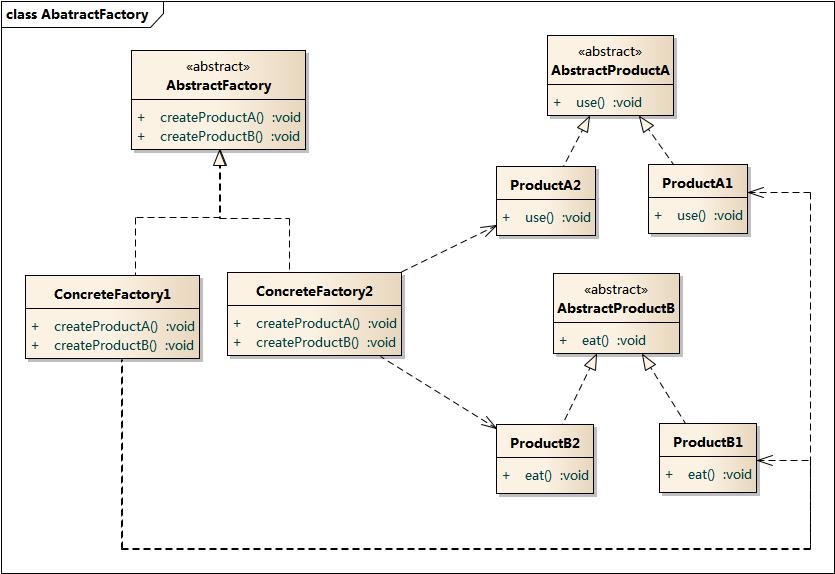 class AbatractFactory
«abstract»
AbstractFactory
+ createProductA() :void
+ createProductB() :void
«abstract»
AbstractProductA
+ use() :void
ProductA2
+ use() :void
ProductA1
+ use() :void
ConcreteFactory1
+ createProductA() :void
+ createProductB() :void
ConcreteFactory2
+ createProductA() :void
+ createProductB() :void
«abstract»
AbstractProductB
+ eat() :void
ProductB2
+ eat() :void
ProductB1
+ eat() :void